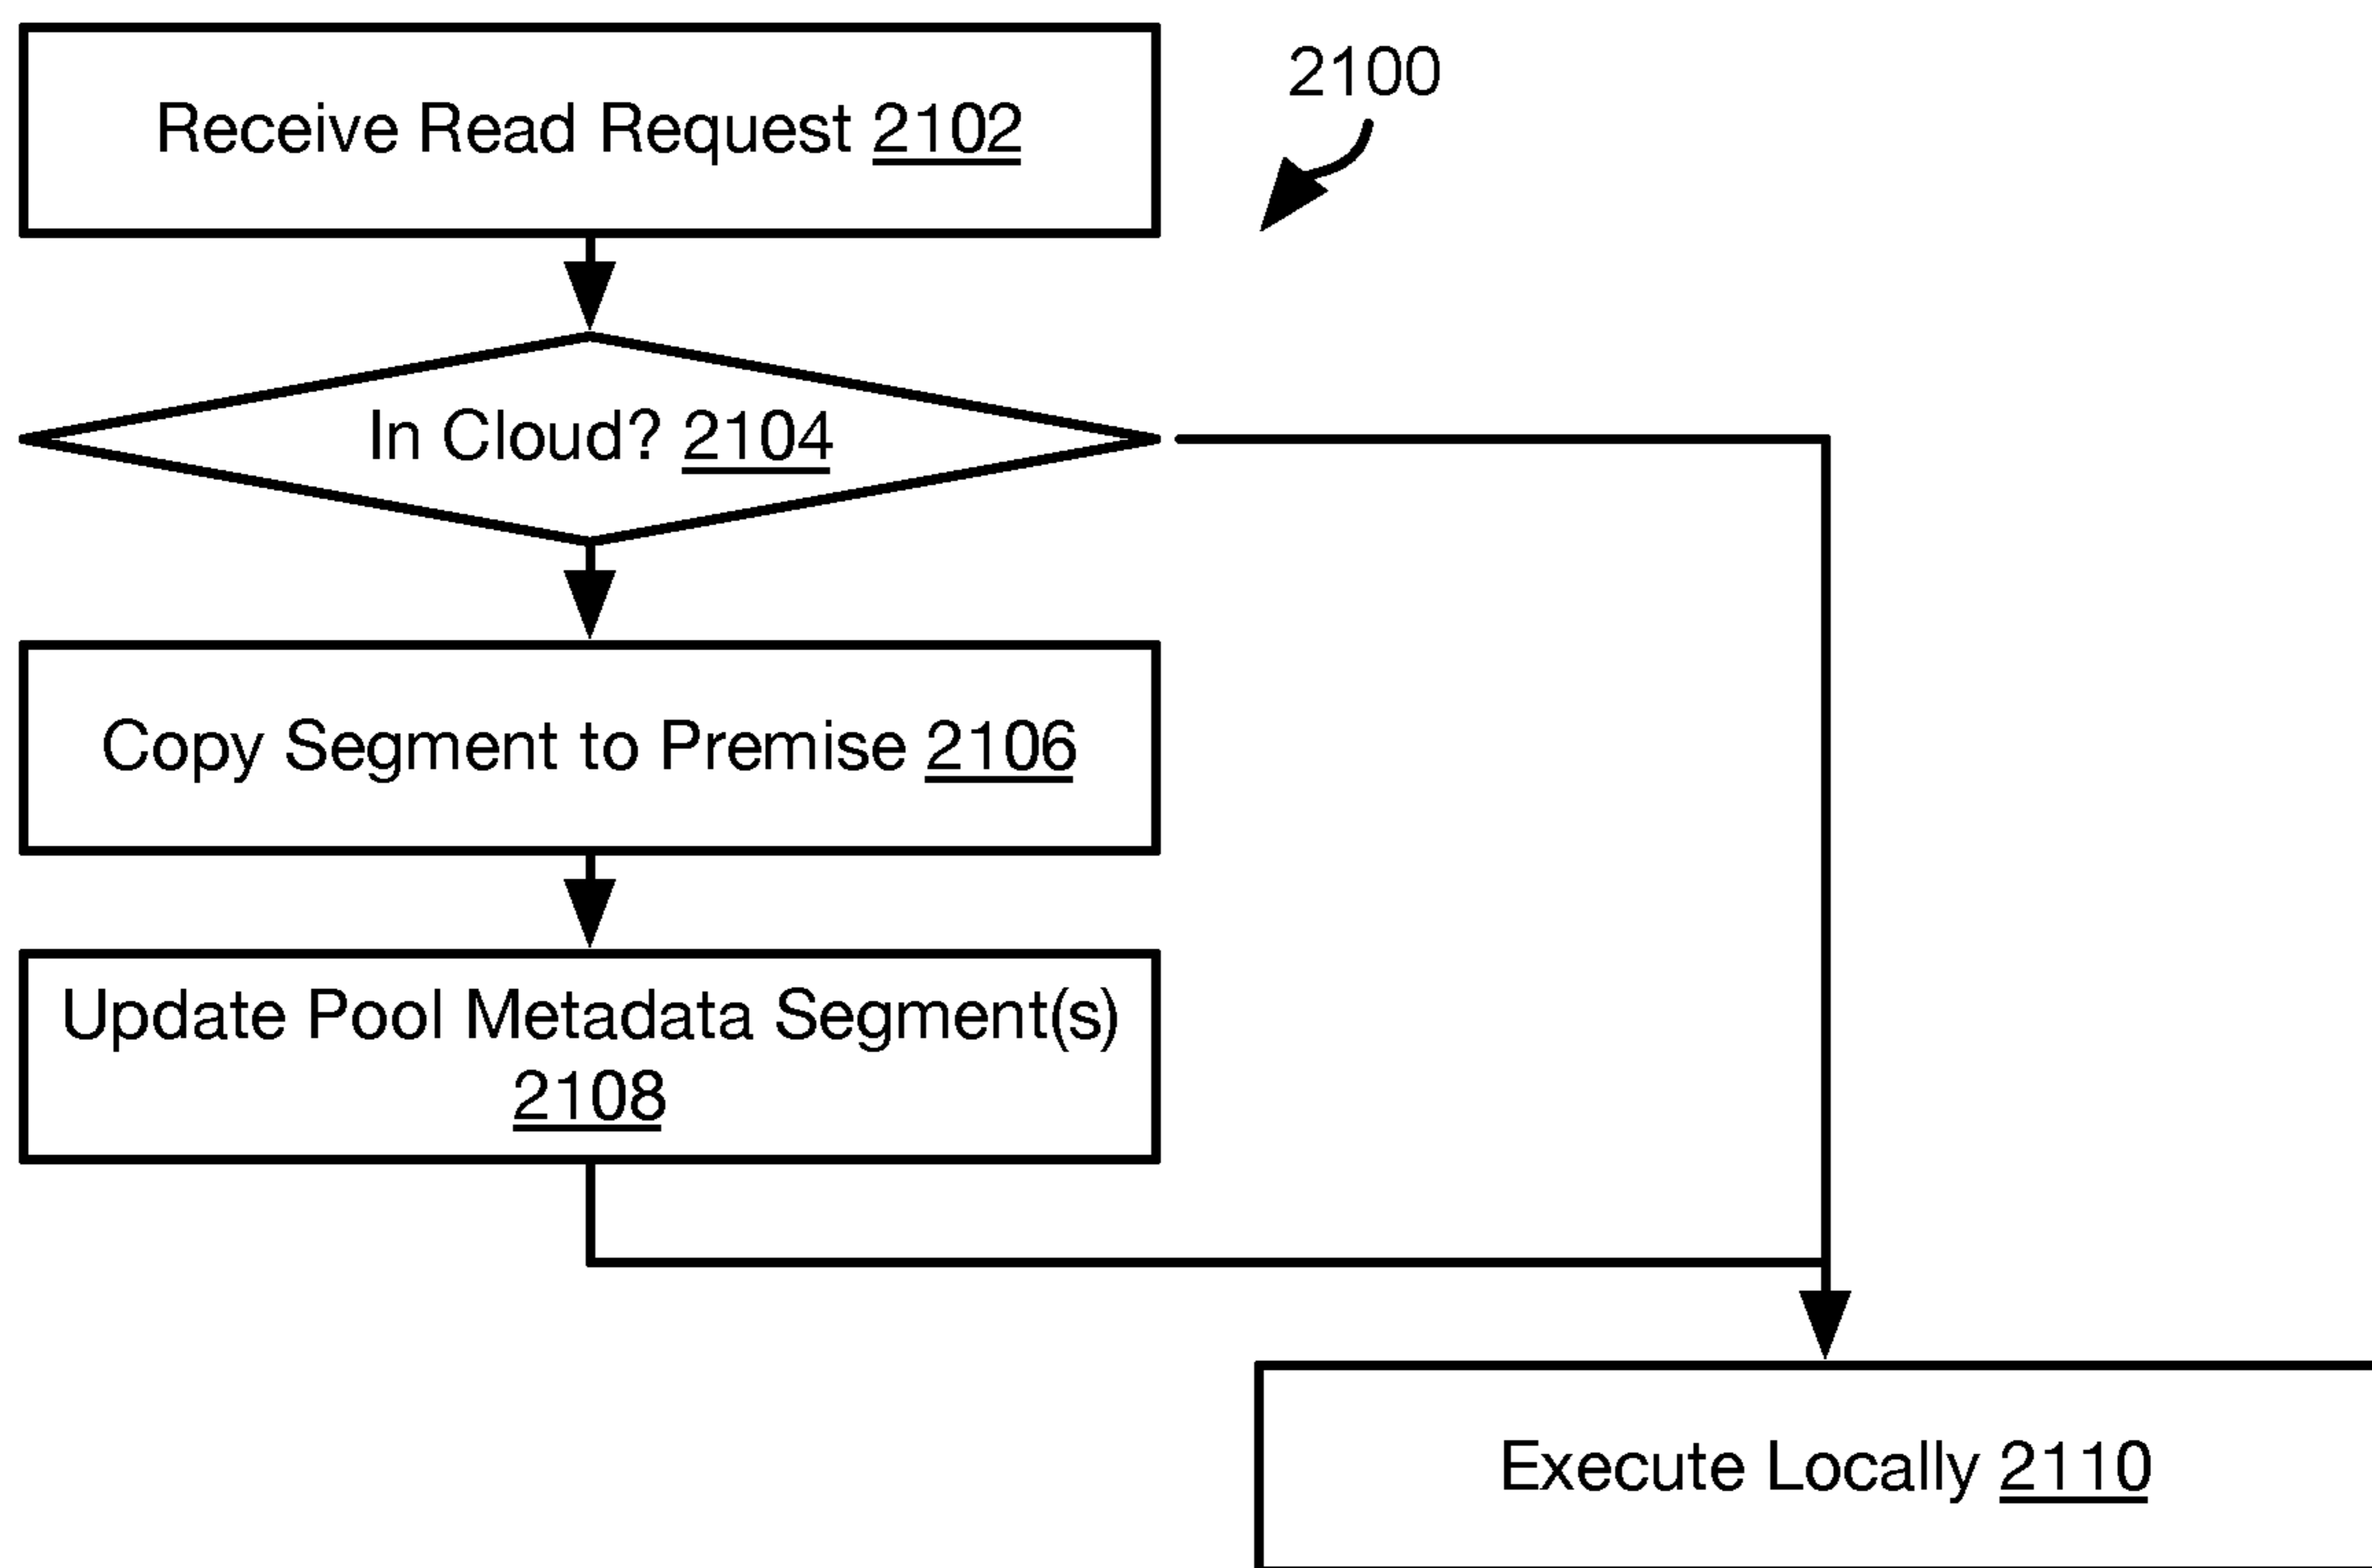 Receive Read Request 2102
2100
In Cloud? 2104
Copy Segment to Premise 2106
Update Pool Metadata Segment(s)
2108
Execute Locally 2110